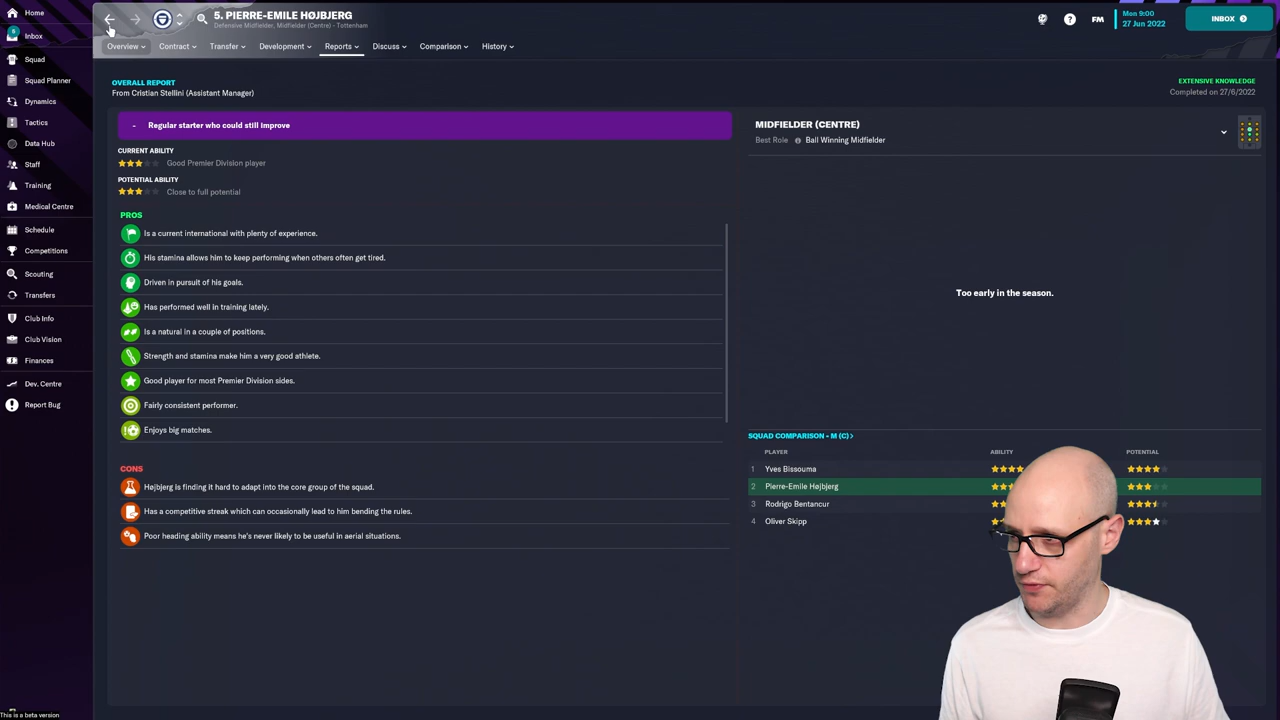 Home
Inbox
Squad
Squad Planner
Dynamics
Tactics
Data Hub
Staff
Training
Medical Centre
Schedule
Competitions
Scouting
Transfers
Club Info
Club Vision
Finances
Dev. Centre
Report Bug
This is a beta version
5. PIERRE-EMILE HØJBJERG
Defensive Midfielder, Midfielder (Centre) - Tottenham
FM
Mon 9:00
27 Jun 2022
INBOX
Overview
Contract
Transfer
Development
Reports
Discuss
Comparison
History
OVERALL REPORT
From Cristian Stellini (Assistant Manager)
EXTENSIVE KNOWLEDGE
Completed on 27/6/2022
- Regular starter who could still improve
CURRENT ABILITY
Good Premier Division player
POTENTIAL ABILITY
Close to full potential
PROS
Is a current international with plenty of experience.
His stamina allows him to keep performing when others often get tired.
Driven in pursuit of his goals.
Has performed well in training lately.
Is a natural in a couple of positions.
Strength and stamina make him a very good athlete.
Good player for most Premier Division sides.
Fairly consistent performer.
Enjoys big matches.
CONS
Højbjerg is finding it hard to adapt into the core group of the squad.
Has a competitive streak which can occasionally lead to him bending the rules.
Poor heading ability means he's never likely to be useful in aerial situations.
MIDFIELDER (CENTRE)
Best Role Ball Winning Midfielder
Too early in the season.
SQUAD COMPARISON - M (C)>
PLAYER ABILITY POTENTIAL
1 Yves Bissouma
2 Pierre-Emile Højbjerg
3 Rodrigo Bentancur
4 Oliver Skipp